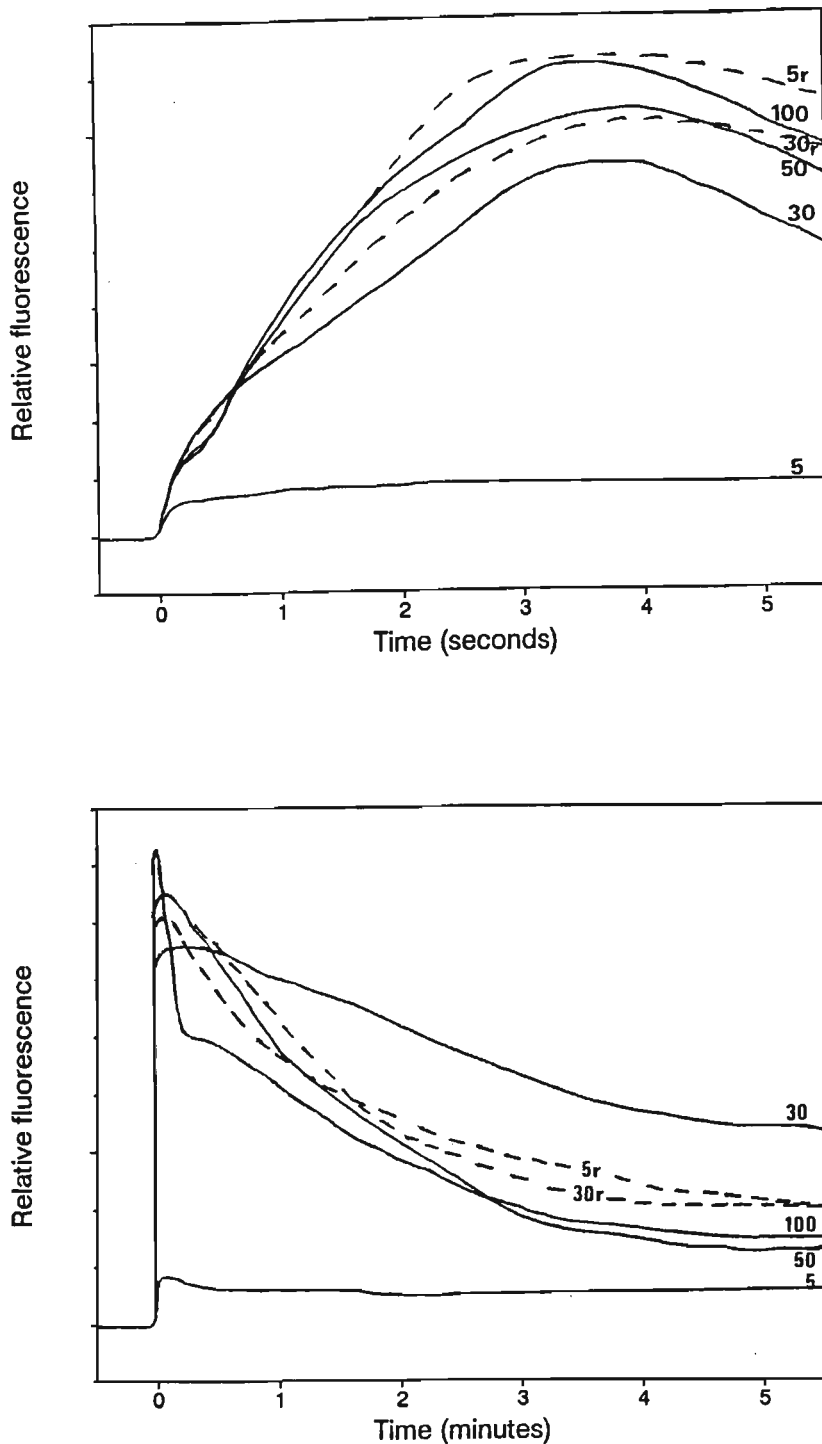 Relative fluorescence
5r
100
30r
50
30
5
0 1 2 3 4 5
Time (seconds)
Relative fluorescence
30
5r
30r
100
50
5
0 1 2 3 4 5
Time (minutes)